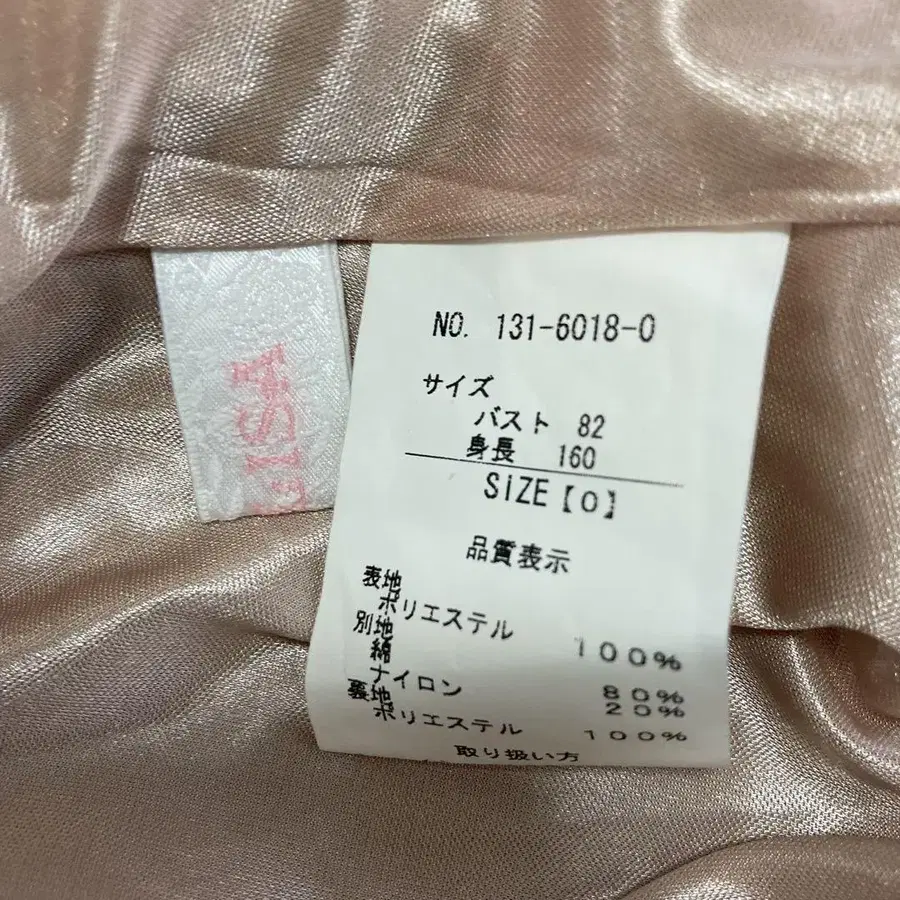 NO. 131-6018-0
サイズ
バスト 82
身長 160
SIZE【0】
品質表示
表地
ポリエステル 100%
別地
綿 80%
ナイロン 20%
裏地
ポリエステル 100%
取り扱い方
LISA